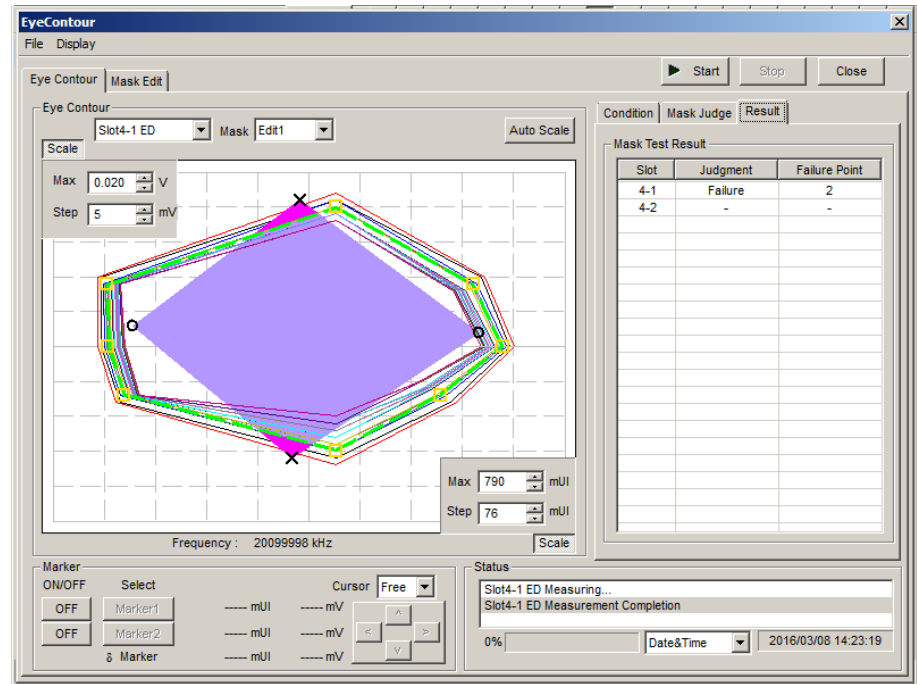 EyeContour
File Display
Start Stop Close
Eye Contour Mask Edit
Condition Mask Judge Result
Eye Contour
Slot4-1 ED Mask Edit1 Auto Scale
Scale
Max 0.020 V
Step 5 mV
Max 790 mUI
Step 76 mUI
Frequency : 20099998 kHz Scale
Mask Test Result
Slot Judgment Failure Point
4-1 Failure 2
4-2 - -
Marker
ON/OFF Select Cursor Free
OFF Marker1 ----- mUI ----- mV
OFF Marker2 ----- mUI ----- mV
δ Marker ----- mUI ----- mV
Status
Slot4-1 ED Measuring...
Slot4-1 ED Measurement Completion
0% Date&Time 2016/03/08 14:23:19